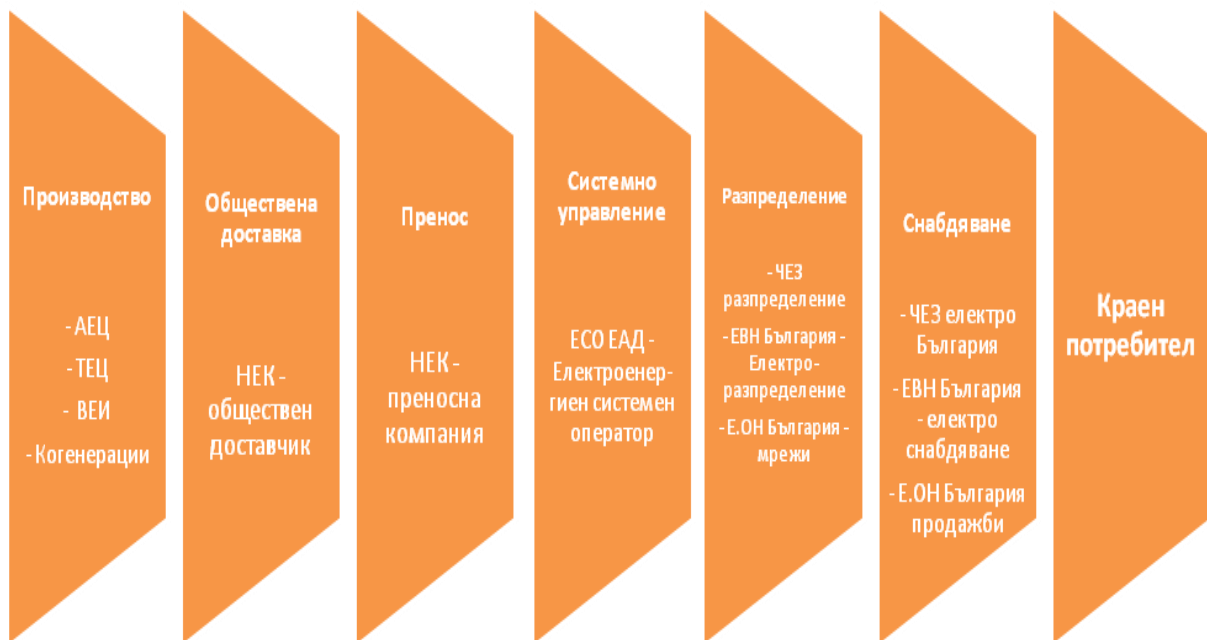 Производство
- АЕЦ
- ТЕЦ
- ВЕИ
- Когенерации
Обществена
доставка
НЕК -
обществен
доставчик
Пренос
НЕК -
преносна
компания
Системно
управление
ЕСО ЕАД -
Електроенер-
гиен системен
оператор
Разпределение
- ЧЕЗ
разпределение
- ЕВН България -
Електро-
разпределение
- Е.ОН България -
мрежи
Снабдяване
- ЧЕЗ електро
България
- ЕВН България
- електро
снабдяване
- Е.ОН България
продажби
Краен
потребител